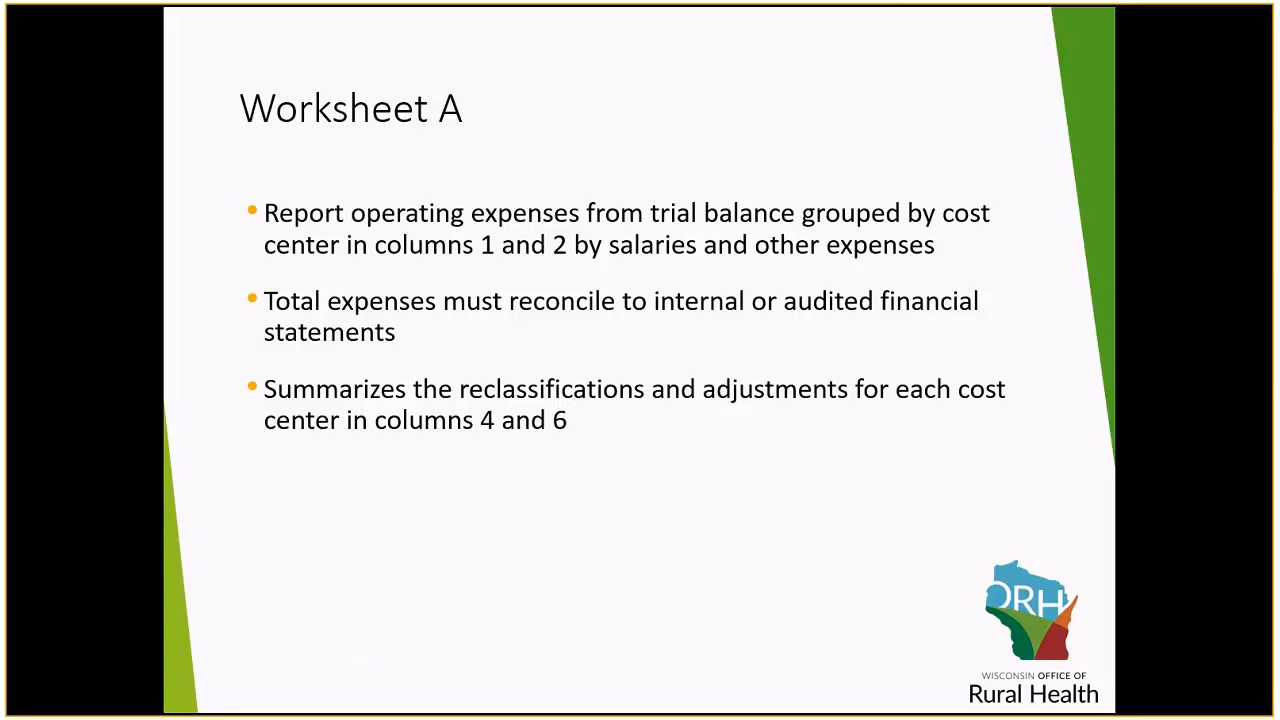 Worksheet A
•Report operating expenses from trial balance grouped by cost
center in columns 1 and 2 by salaries and other expenses
•Total expenses must reconcile to internal or audited financial
statements
•Summarizes the reclassifications and adjustments for each cost
center in columns 4 and 6
ORH
WISCONSIN OFFICE OF
Rural Health